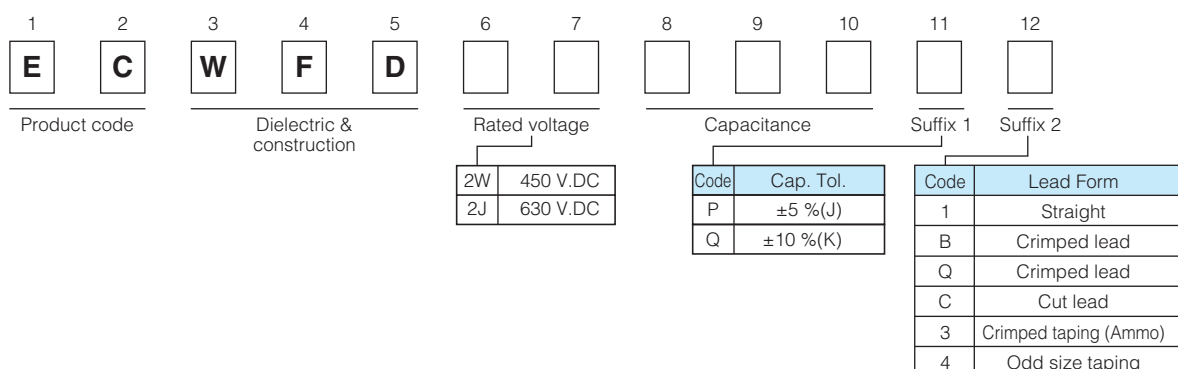 1 2 3 4 5 6 7 8 9 10 11 12
E C W F D
Product code Dielectric & Rated voltage Capacitance Suffix 1 Suffix 2
construction
2W 450 V.DC
2J 630 V.DC
Code Cap. Tol.
P ±5 %(J)
Q ±10 %(K)
Code Lead Form
1 Straight
B Crimped lead
Q Crimped lead
C Cut lead
3 Crimped taping (Ammo)
4 Odd size taping